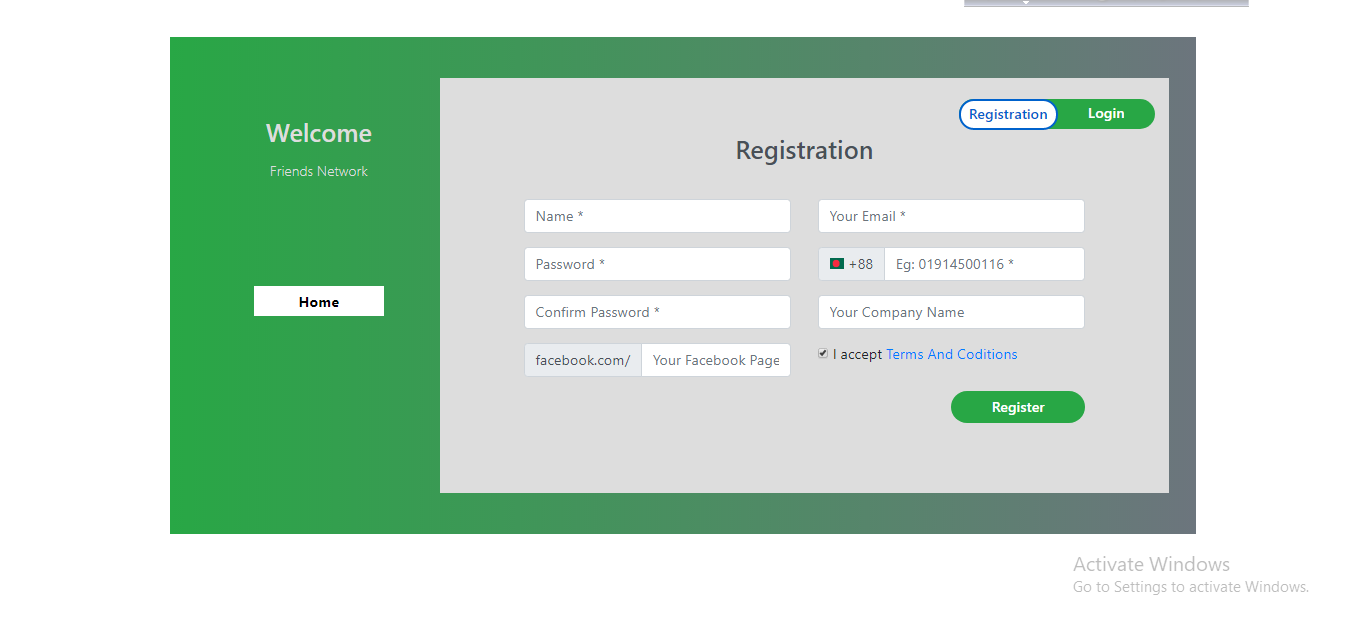 Registration Login
Welcome
Registration
Friends Network
Name * Your Email *
Password * +88 Eg: 01914500116 *
Home
Confirm Password * Your Company Name
facebook.com/ Your Facebook Page
I accept Terms And Coditions
Register
Activate Windows
Go to Settings to activate Windows.